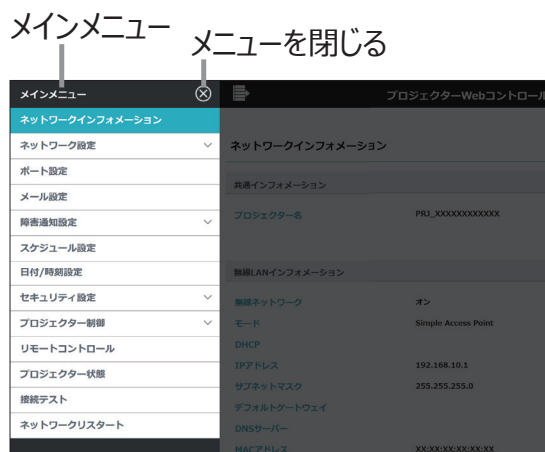 メインメニュー
メニューを閉じる
メインメニュー
プロジェクターWebコントロール
ネットワークインフォメーション
ネットワーク設定
ポート設定
メール設定
障害通知設定
スケジュール設定
日付/時刻設定
セキュリティ設定
プロジェクター制御
リモートコントロール
プロジェクター状態
接続テスト
ネットワークリスタート
ネットワークインフォメーション
共通インフォメーション
プロジェクター名 PRJ_XXXXXXXXXXXX
無線LANインフォメーション
無線ネットワーク オン
モード Simple Access Point
DHCP
IPアドレス 192.168.10.1
サブネットマスク 255.255.255.0
デフォルトゲートウェイ
DNSサーバー
MACアドレス XX:XX:XX:XX:XX:XX